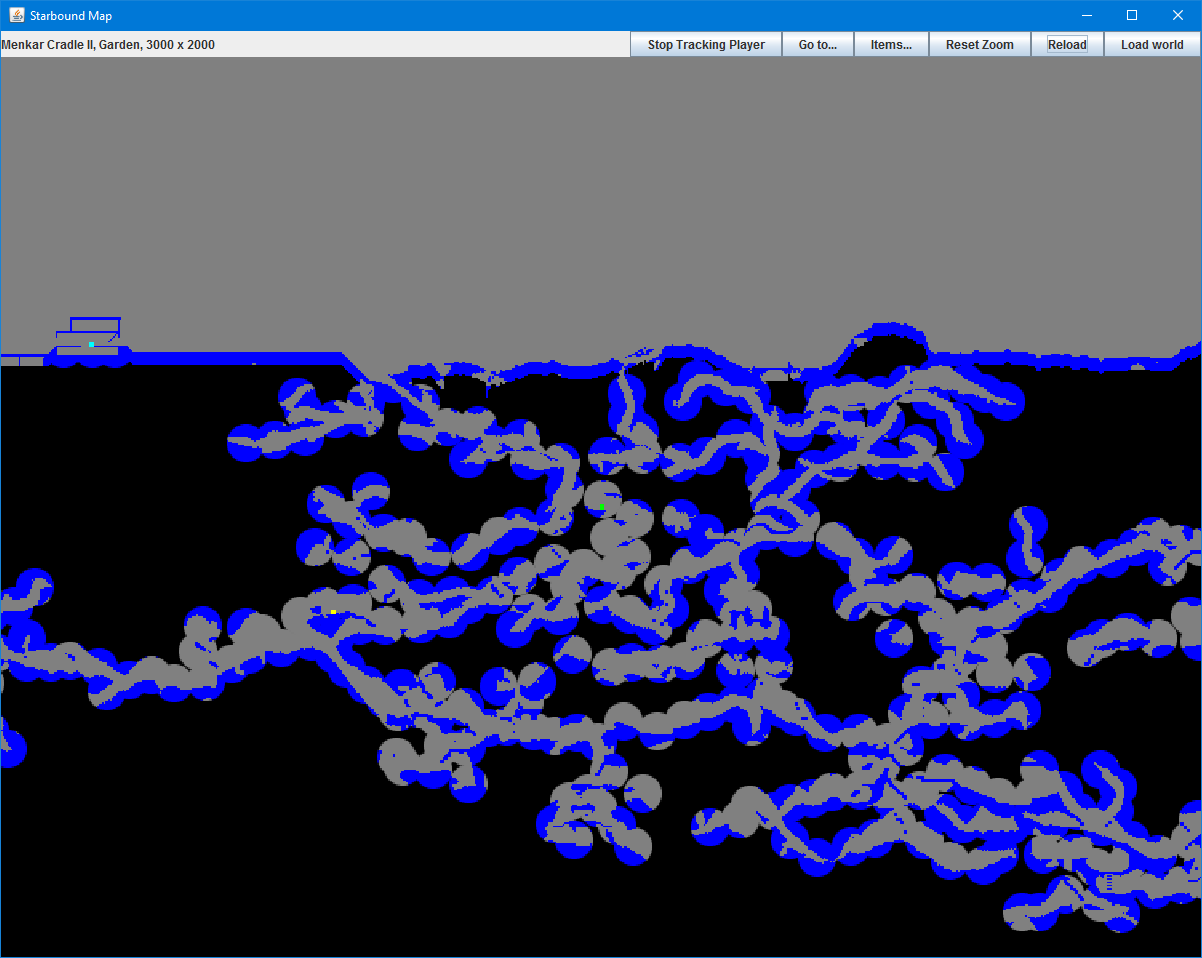 Starbound Map
Menkar Cradle II, Garden, 3000 x 2000
Stop Tracking Player
Go to...
Items...
Reset Zoom
Reload
Load world